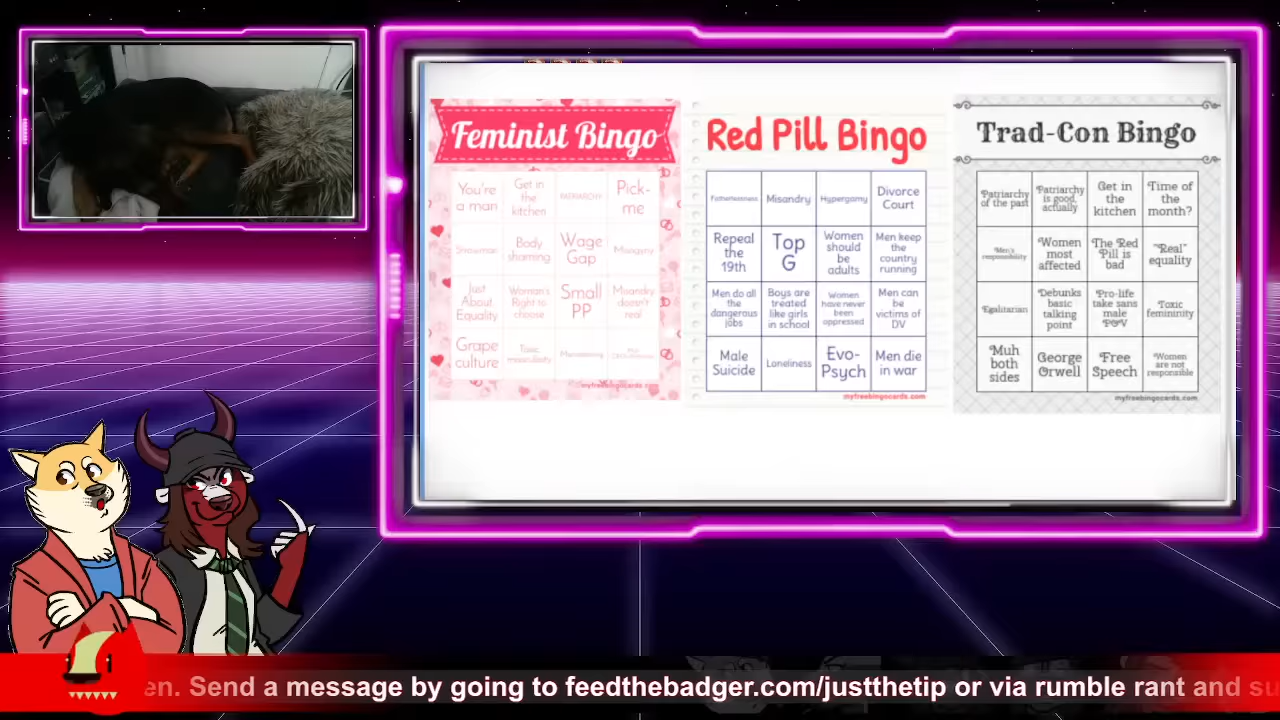 Feminist Bingo
You're
a man
Get in
the
kitchen
PATRIARCHY
Pick-
me
Strawman
Body
shaming
Wage
Gap
Misogyny
Just
About
Equality
Woman's
Right to
choose
Small
PP
Misandry
doesn't
real
Grape
culture
Toxic
masculinity
Mansplaining
myfreebingocards.com
Red Pill Bingo
Fatherlessness
Misandry
Hypergamy
Divorce
Court
Repeal
the
19th
Top
G
Women
should
be
adults
Men keep
the
country
running
Men do all
the
dangerous
jobs
Boys are
treated
like girls
in school
Women
have never
been
oppressed
Men can
be
victims of
DV
Male
Suicide
Loneliness
Evo-
Psych
Men die
in war
myfreebingocards.com
Trad-Con Bingo
Patriarchy
of the past
Patriarchy
is good,
actually
Get in
the
kitchen
Time of
the
month?
Men's
responsibility
Women
most
affected
The Red
Pill is
bad
"Real"
equality
Egalitarian
Debunks
basic
talking
point
Pro-life
take sans
male
POV
Toxic
femininity
Muh
both
sides
George
Orwell
Free
Speech
Women
are not
responsible
myfreebingocards.com
en. Send a message by going to feedthebadger.com/justthetip or via rumble rant and su